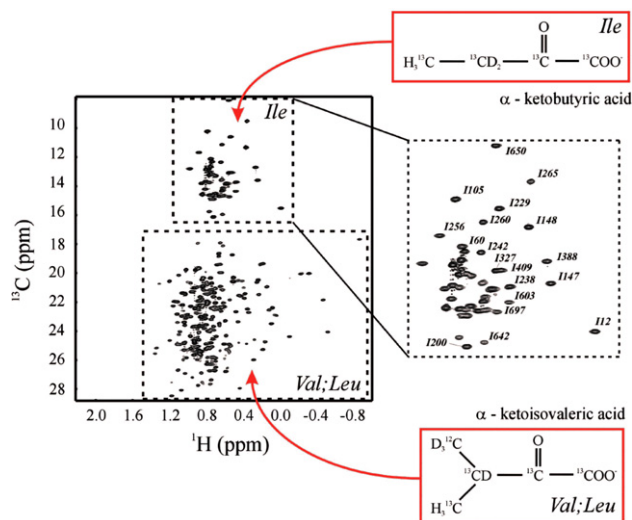 Ile
O
H₃¹³C — ¹³CD₂ — ¹³C — ¹³COO⁻
α - ketobutyric acid
Ile
10
12
14
16
18
20
22
24
26
28
¹³C (ppm)
Val;Leu
2.0 1.6 1.2 0.8 0.4 0.0 -0.4 -0.8
¹H (ppm)
I650
I265
I105
I229
I260
I148
I256
I60
I242
I327
I388
I409
I238
I147
I603
I697
I12
I642
I200
α - ketoisovaleric acid
D₃¹²C
O
¹³CD — ¹³C — ¹³COO⁻
H₃¹³C
Val;Leu